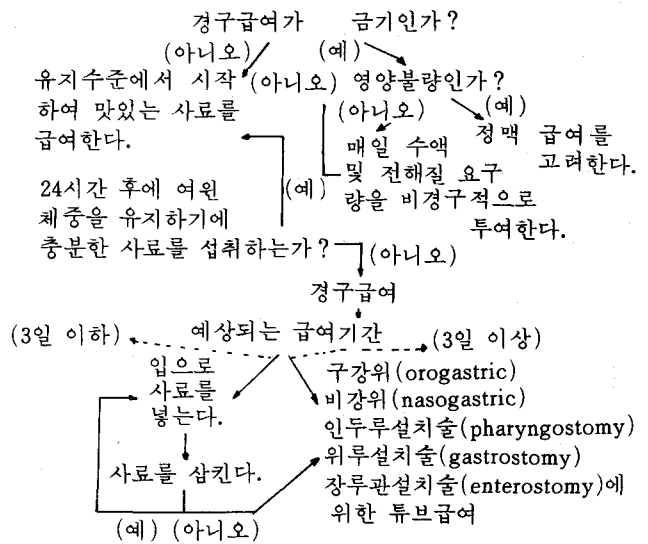 경구급여가 금기인가?
(아니오) (예)
유지수준에서 시작 (아니오) 영양불량인가?
하여 맛있는 사료를 (아니오) (예)
급여한다. 정맥 급여를
고려한다.
매일 수액
및 전해질 요구
량을 비경구적으로
투여한다.
24시간 후에 여윈 (예)
체중을 유지하기에
충분한 사료를 섭취하는가?
(아니오)
경구급여
(3일 이하) 예상되는 급여기간 (3일 이상)
입으로
사료를
넣는다.
사료를 삼킨다.
(예) (아니오)
구강위(orogastric)
비강위(nasogastric)
인두루설치술(pharyngostomy)
위루설치술(gastrostomy)
장루관설치술(enterostomy)에
위한 튜브급여